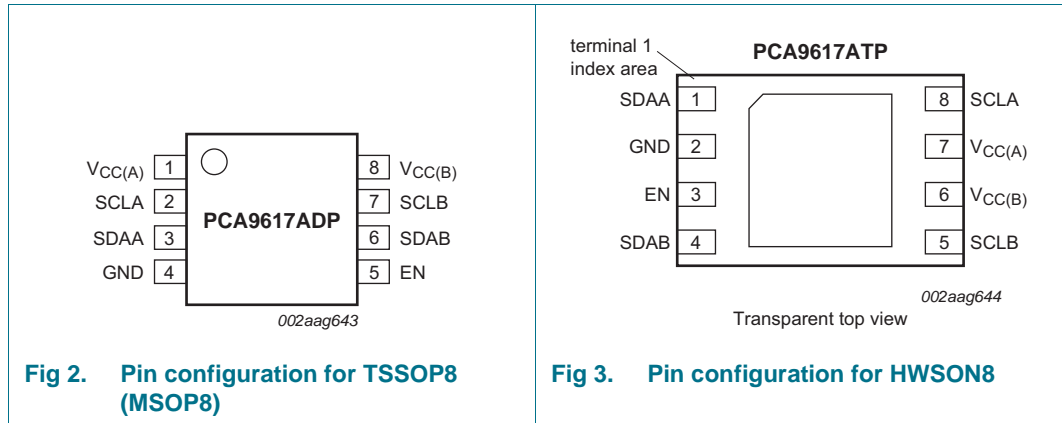 VCC(A) 1
SCLA 2
SDAA 3
GND 4
PCA9617ADP
8 VCC(B)
7 SCLB
6 SDAB
5 EN
002aag643
Fig 2. Pin configuration for TSSOP8
(MSOP8)
terminal 1
index area
PCA9617ATP
SDAA 1
GND 2
EN 3
SDAB 4
8 SCLA
7 VCC(A)
6 VCC(B)
5 SCLB
002aag644
Transparent top view
Fig 3. Pin configuration for HWSON8